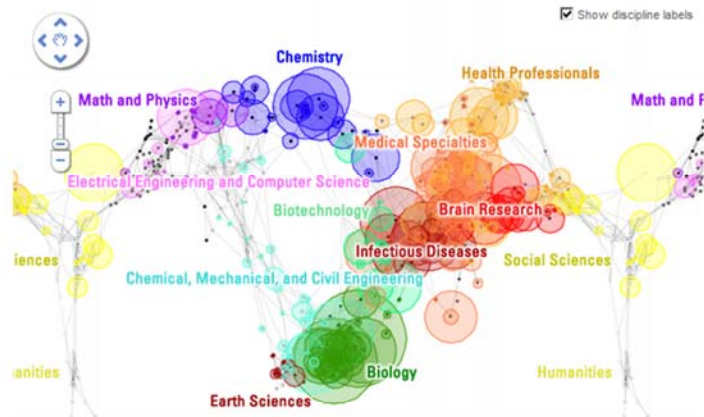 Show discipline labels
Chemistry
Health Professionals
Math and Physics
Math and P
Medical Specialties
Electrical Engineering and Computer Science
Biotechnology
Brain Research
Infectious Diseases
iences
Social Sciences
Chemical, Mechanical, and Civil Engineering
anities
Biology
Humanities
Earth Sciences